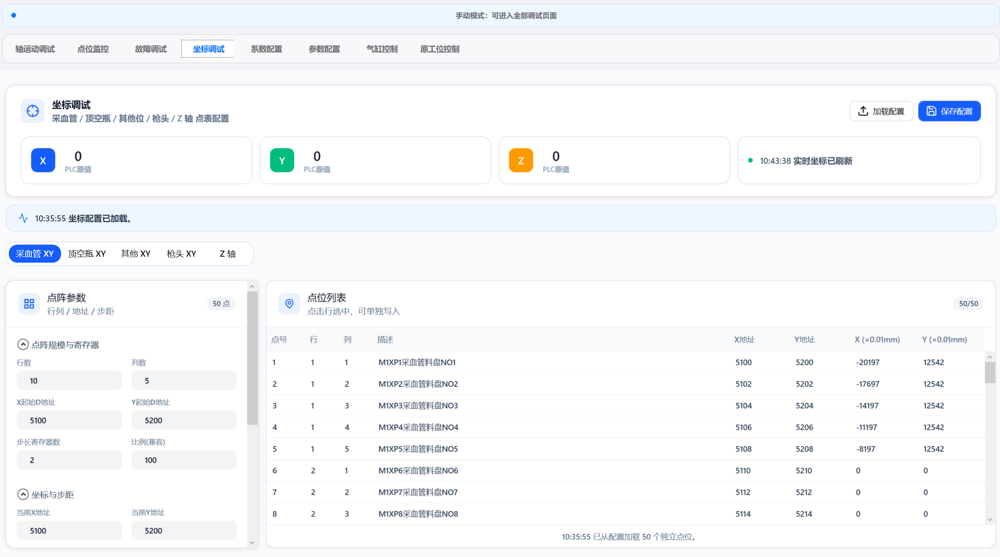 手动模式：可进入全部调试页面
轴运动调试 点位监控 故障调试 坐标调试 系数配置 参数配置 气缸控制 原工位控制
坐标调试
采血管 / 顶空瓶 / 其他位 / 枪头 / Z 轴 点表配置
加载配置 保存配置
X 0 PLC原值
Y 0 PLC原值
Z 0 PLC原值
10:43:38 实时坐标已刷新
10:35:55 坐标配置已加载。
采血管 XY 顶空瓶 XY 其他 XY 枪头 XY Z 轴
点阵参数
行列 / 地址 / 步距
50 点
点阵规模与寄存器
行数 列数
10 5
X起始D地址 Y起始D地址
5100 5200
步长寄存器数 比例(兼容)
2 100
坐标与步距
当前X地址 当前Y地址
5100 5200
点位列表
点击行选中，可单独写入
50/50
点号 行 列 描述 X地址 Y地址 X (×0.01mm) Y (×0.01mm)
1 1 1 M1XP1采血管料盘NO1 5100 5200 -20197 12542
2 1 2 M1XP2采血管料盘NO2 5102 5202 -17697 12542
3 1 3 M1XP3采血管料盘NO3 5104 5204 -14197 12542
4 1 4 M1XP4采血管料盘NO4 5106 5206 -11197 12542
5 1 5 M1XP5采血管料盘NO5 5108 5208 -8197 12542
6 2 1 M1XP6采血管料盘NO6 5110 5210 0 0
7 2 2 M1XP7采血管料盘NO7 5112 5212 0 0
8 2 3 M1XP8采血管料盘NO8 5114 5214 0 0
10:35:55 已从配置加载 50 个独立点位。